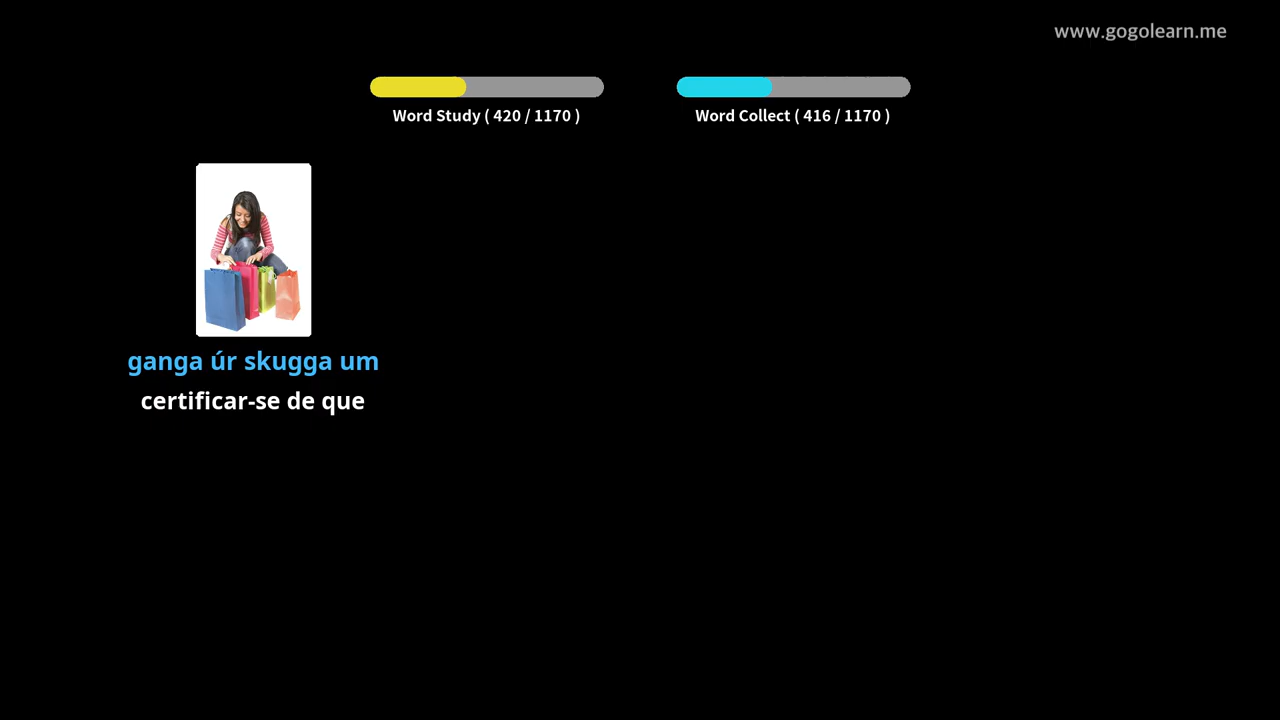 www.gogolearn.me
Word Study ( 420 / 1170 )
Word Collect ( 416 / 1170 )
ganga úr skugga um
certificar-se de que